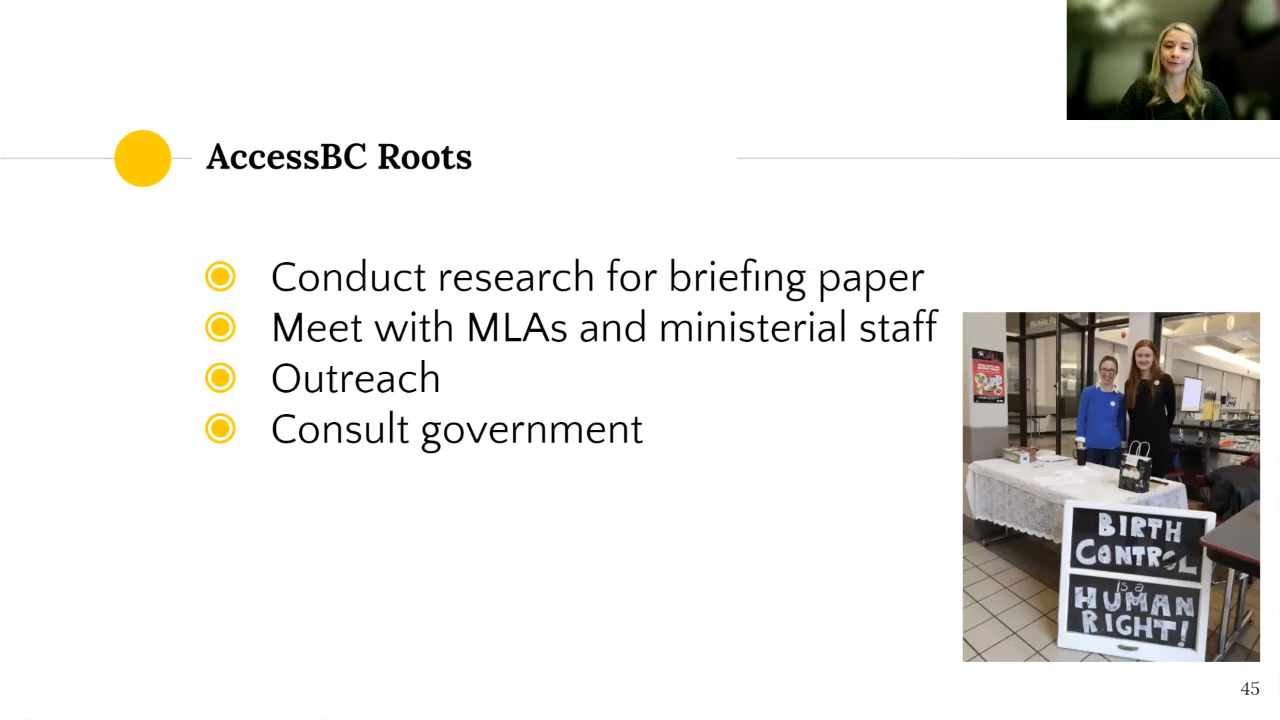 AccessBC Roots
Conduct research for briefing paper
Meet with MLAs and ministerial staff
Outreach
Consult government
BIRTH
CONTROL
is a
HUMAN
RIGHT!
45